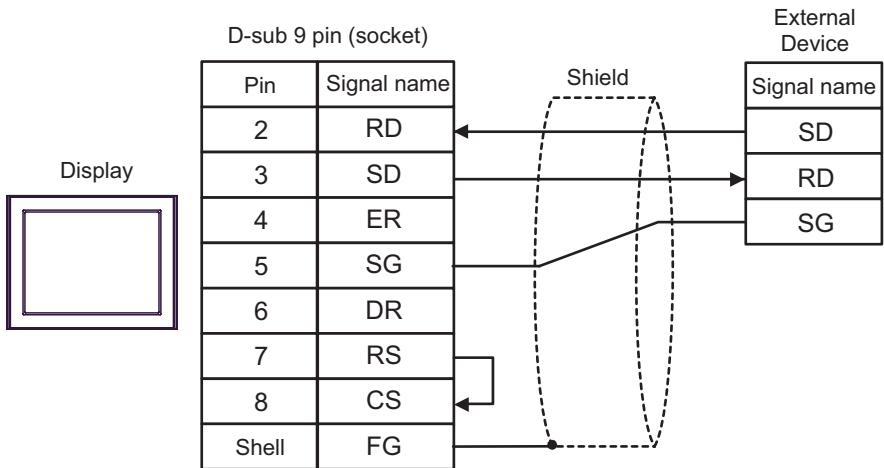 External
Device
D-sub 9 pin (socket)
Pin Signal name Shield Signal name
2 RD SD
Display 3 SD RD
4 ER SG
5 SG
6 DR
7 RS
8 CS
Shell FG